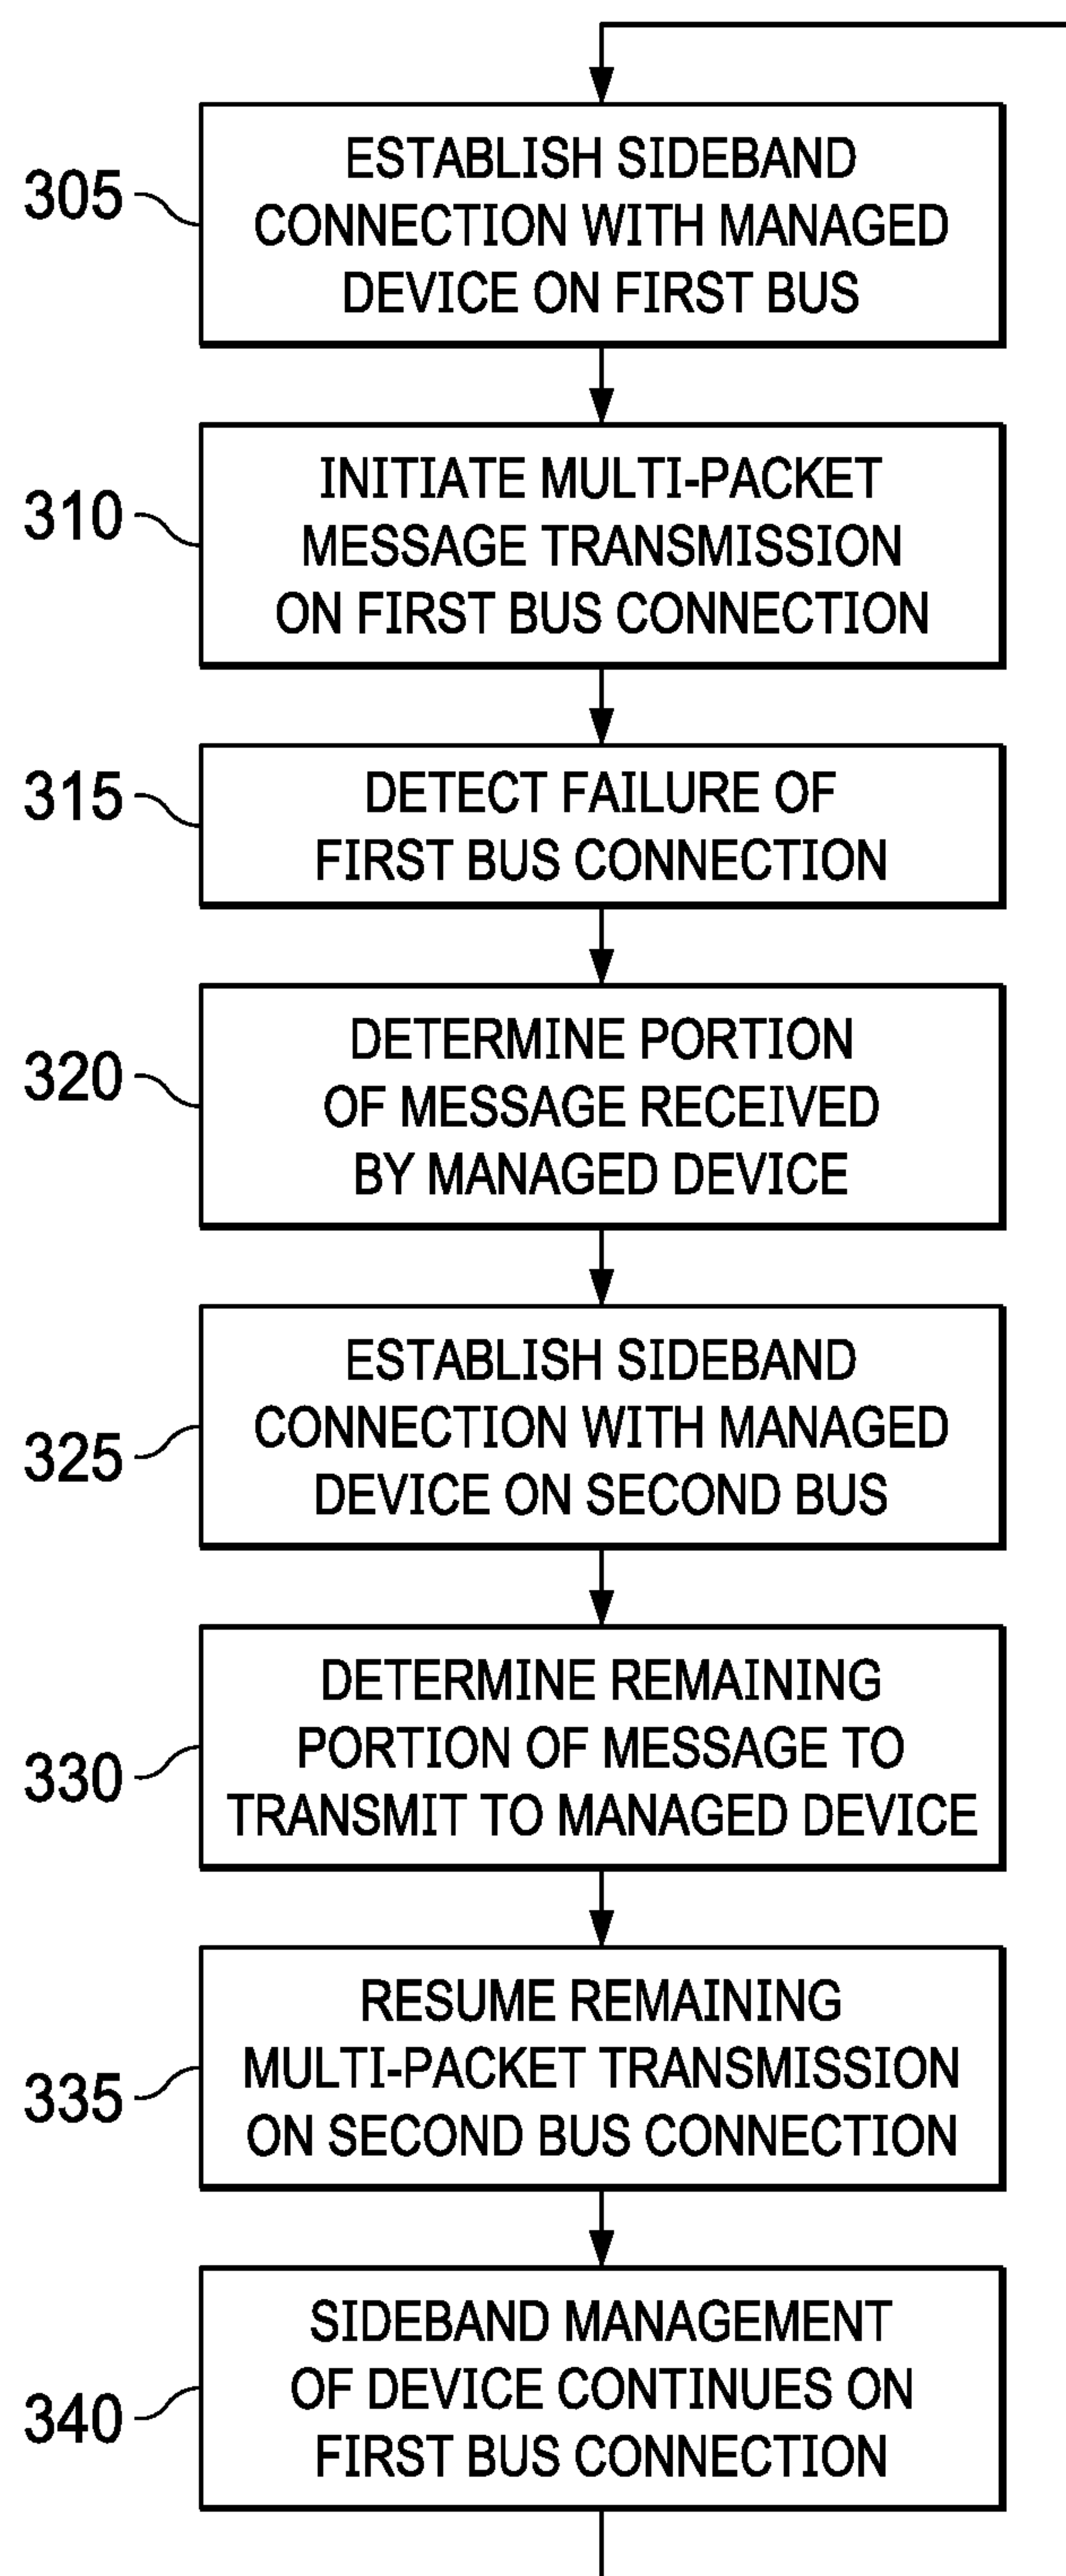 305
ESTABLISH SIDEBAND
CONNECTION WITH MANAGED
DEVICE ON FIRST BUS
310
INITIATE MULTI-PACKET
MESSAGE TRANSMISSION
ON FIRST BUS CONNECTION
315
DETECT FAILURE OF
FIRST BUS CONNECTION
320
DETERMINE PORTION
OF MESSAGE RECEIVED
BY MANAGED DEVICE
325
ESTABLISH SIDEBAND
CONNECTION WITH MANAGED
DEVICE ON SECOND BUS
330
DETERMINE REMAINING
PORTION OF MESSAGE TO
TRANSMIT TO MANAGED DEVICE
335
RESUME REMAINING
MULTI-PACKET TRANSMISSION
ON SECOND BUS CONNECTION
340
SIDEBAND MANAGEMENT
OF DEVICE CONTINUES ON
FIRST BUS CONNECTION